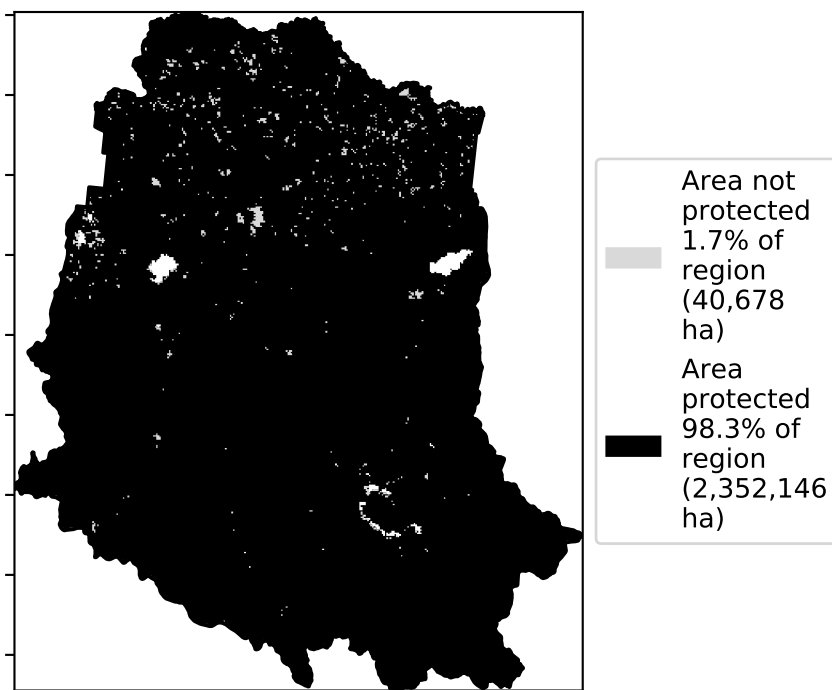 Area not
protected
1.7% of
region
(40,678
ha)
Area
protected
98.3% of
region
(2,352,146
ha)